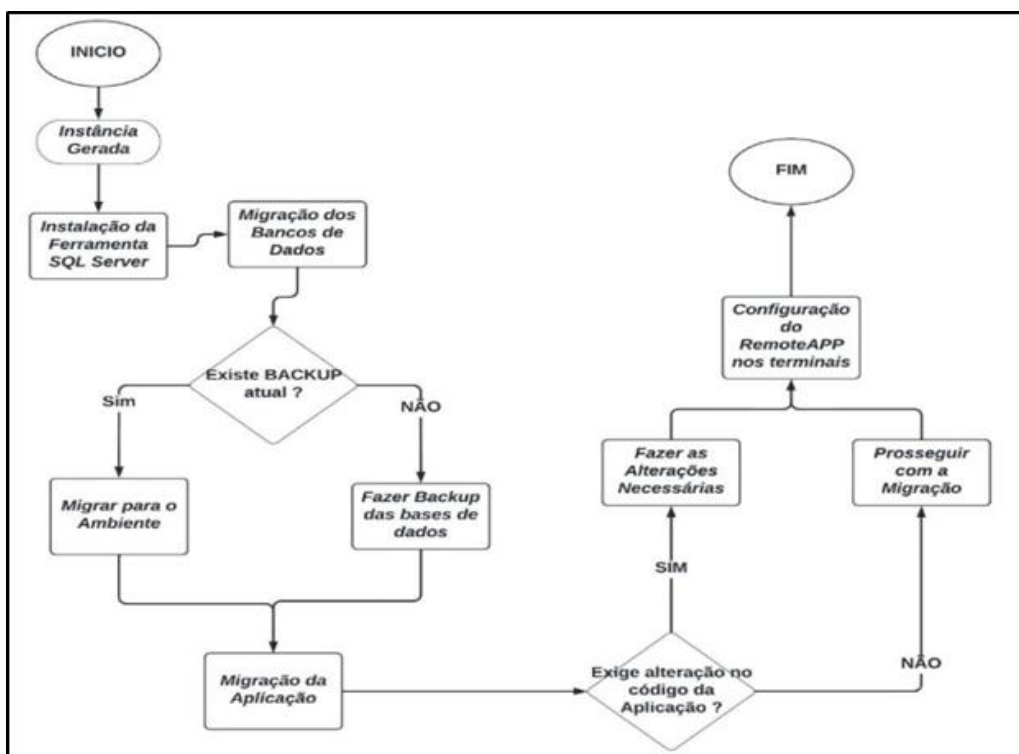 INICIO
Instância
Gerada
Instalação da
Ferramenta
SQL Server
Migração dos
Bancos de
Dados
Existe BACKUP
atual ?
Sim
NÃO
Migrar para o
Ambiente
Fazer Backup
das bases de
dados
Migração da
Aplicação
Exige alteração no
código da
Aplicação ?
SIM
NÃO
Fazer as
Alterações
Necessárias
Prosseguir
com a
Migração
Configuração
do
RemoteAPP
nos terminais
FIM